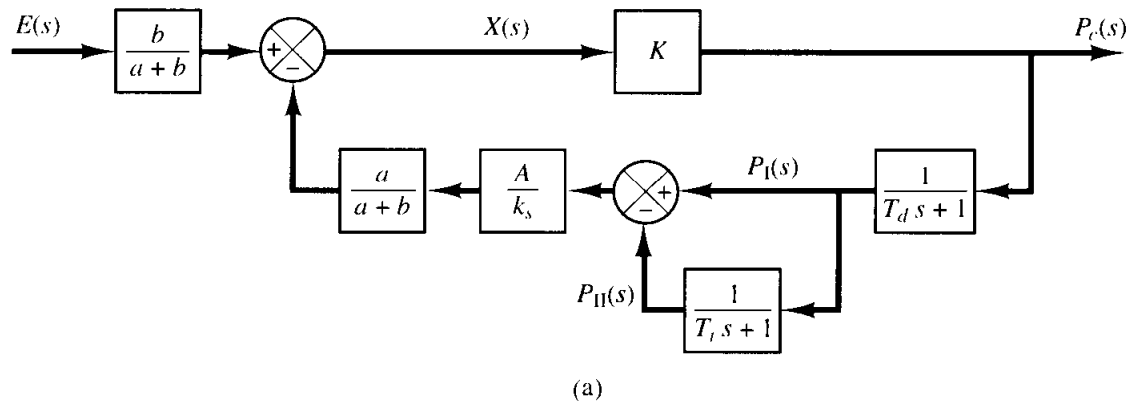 E(s)
b
a + b
+
−
X(s)
K
P_c(s)
a
a + b
A
k_s
+
−
P_I(s)
1
T_d s + 1
P_II(s)
1
T_i s + 1
(a)